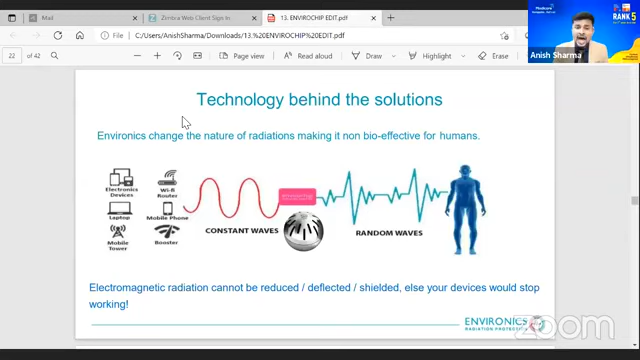 Mail
Zimbra Web Client Sign In
13. ENVIROCHIP EDIT.pdf
File
C:/Users/AnishSharma/Downloads/13.%20ENVIROCHIP%20EDIT.pdf
22 of 42
Page view
Read aloud
Draw
Highlight
Erase
Medicare
RANK 5
Anish Sharma
Technology behind the solutions
Environics change the nature of radiations making it non bio-effective for humans.
Electronics Devices
Wi-fi Router
Laptop
Mobile Phone
Mobile Tower
Booster
CONSTANT WAVES
RANDOM WAVES
Electromagnetic radiation cannot be reduced / deflected / shielded, else your devices would stop
working!
ENVIRONICS
RADIATION PROTECTION
zoom